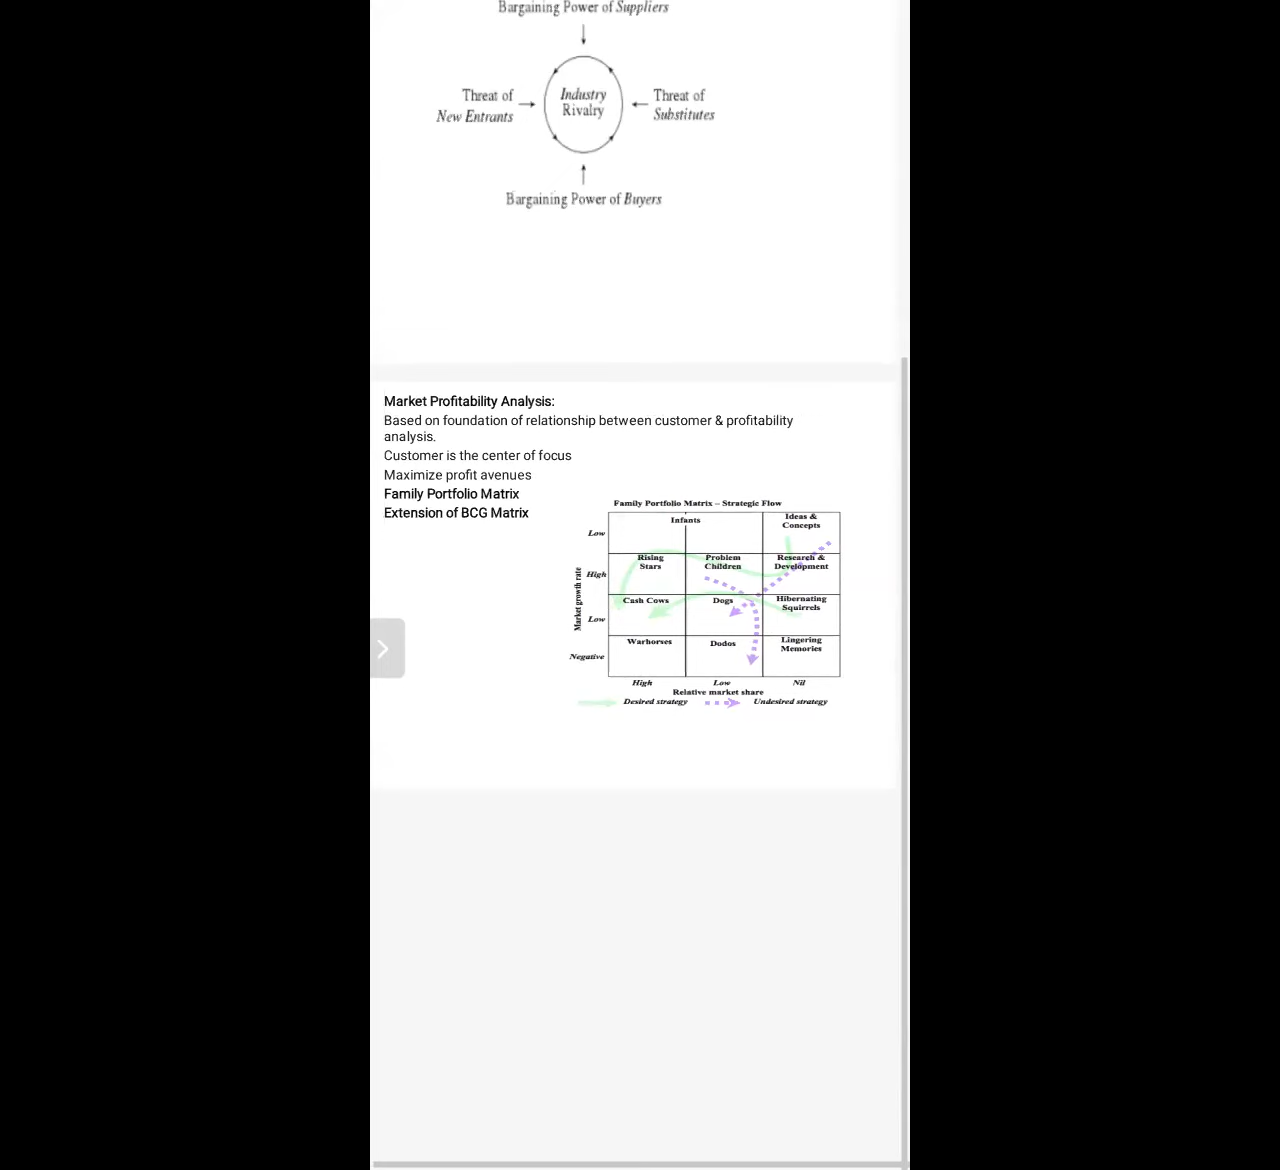 Bargaining Power of Suppliers
Threat of
New Entrants
Industry
Rivalry
Threat of
Substitutes
Bargaining Power of Buyers
Market Profitability Analysis:
Based on foundation of relationship between customer & profitability
analysis.
Customer is the center of focus
Maximize profit avenues
Family Portfolio Matrix
Extension of BCG Matrix
Family Portfolio Matrix – Strategic Flow
Market growth rate
Low
Infants
Ideas &
Concepts
High
Rising
Stars
Problem
Children
Research &
Development
Low
Cash Cows
Dogs
Hibernating
Squirrels
Negative
Warhorses
Dodos
Lingering
Memories
High Low Nil
Relative market share
Desired strategy Undesired strategy